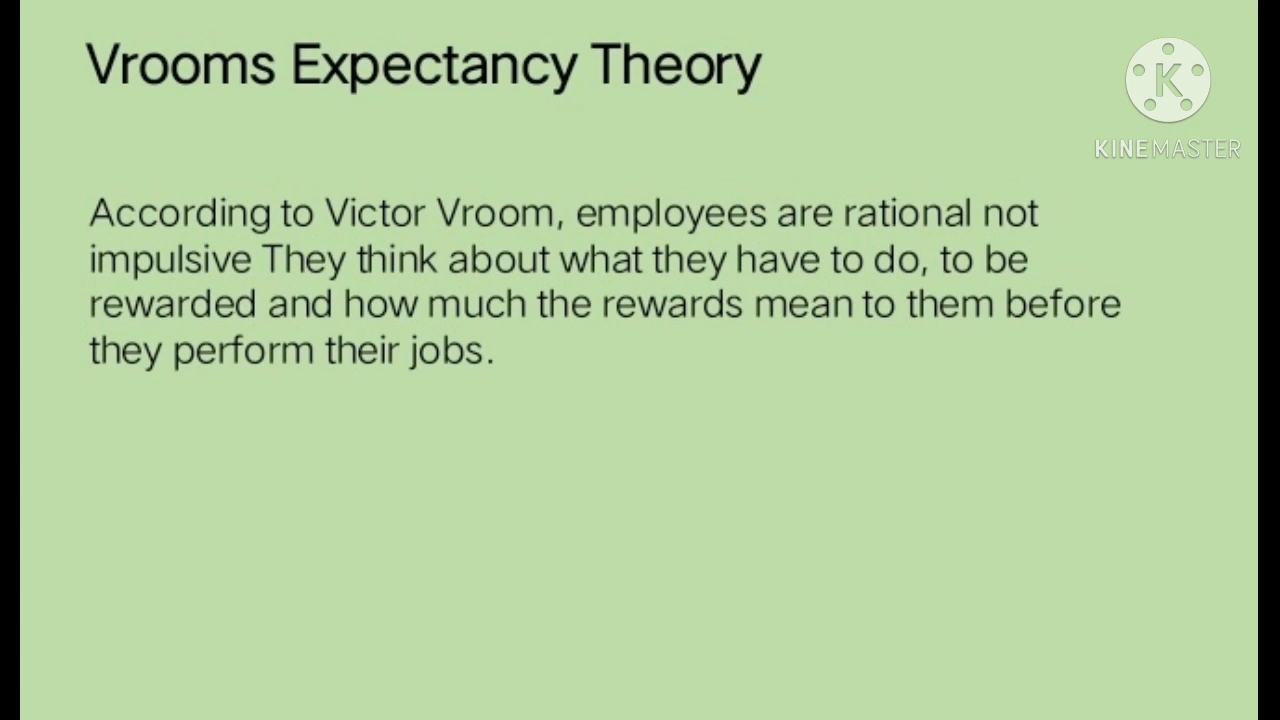 Vrooms Expectancy Theory
K
KINEMASTER
According to Victor Vroom, employees are rational not
impulsive They think about what they have to do, to be
rewarded and how much the rewards mean to them before
they perform their jobs.